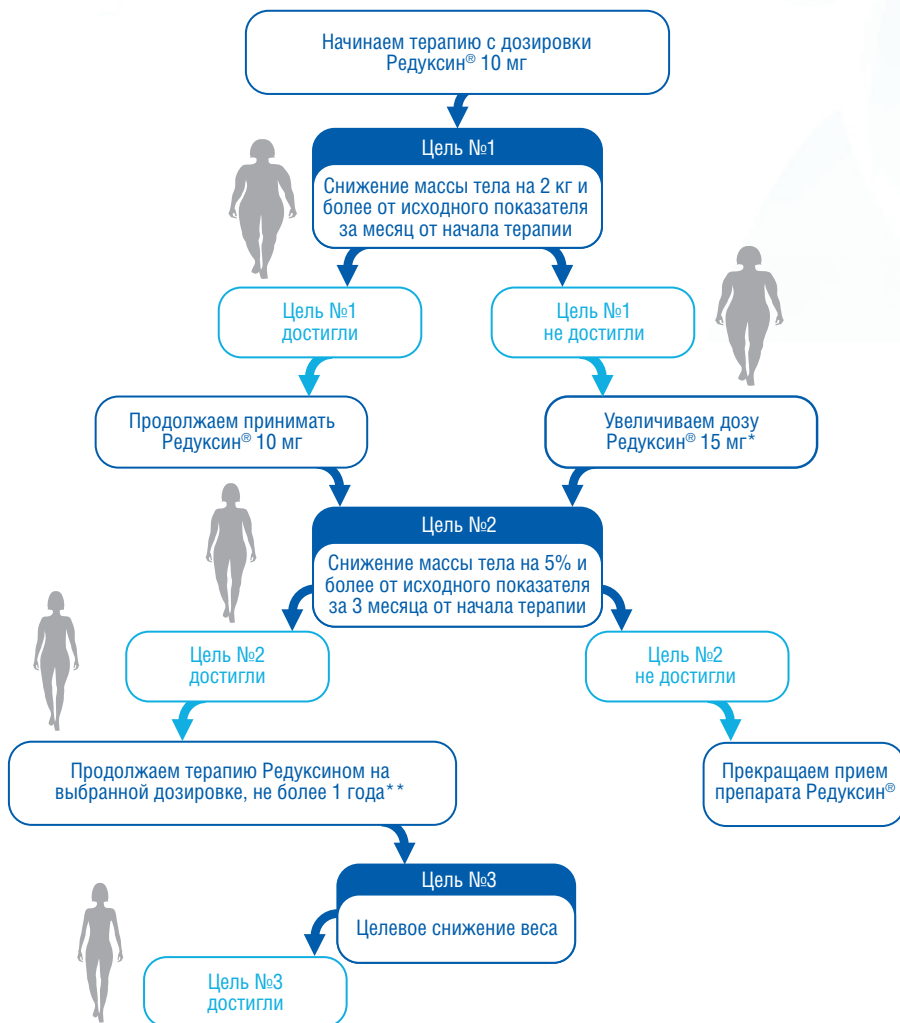 Начинаем терапию с дозировки
Редуксин® 10 мг
Цель №1
Снижение массы тела на 2 кг и
более от исходного показателя
за месяц от начала терапии
Цель №1
достигли
Цель №1
не достигли
Продолжаем принимать
Редуксин® 10 мг
Увеличиваем дозу
Редуксин® 15 мг*
Цель №2
Снижение массы тела на 5% и
более от исходного показателя
за 3 месяца от начала терапии
Цель №2
достигли
Цель №2
не достигли
Продолжаем терапию Редуксином на
выбранной дозировке, не более 1 года**
Прекращаем прием
препарата Редуксин®
Цель №3
Целевое снижение веса
Цель №3
достигли